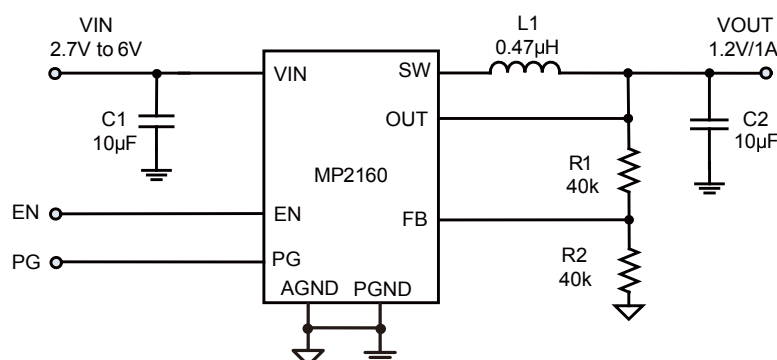 VIN
2.7V to 6V
L1
0.47µH
VOUT
1.2V/1A
VIN
SW
C1
10µF
OUT
C2
10µF
MP2160
R1
40k
EN
EN
FB
PG
PG
R2
40k
AGND
PGND